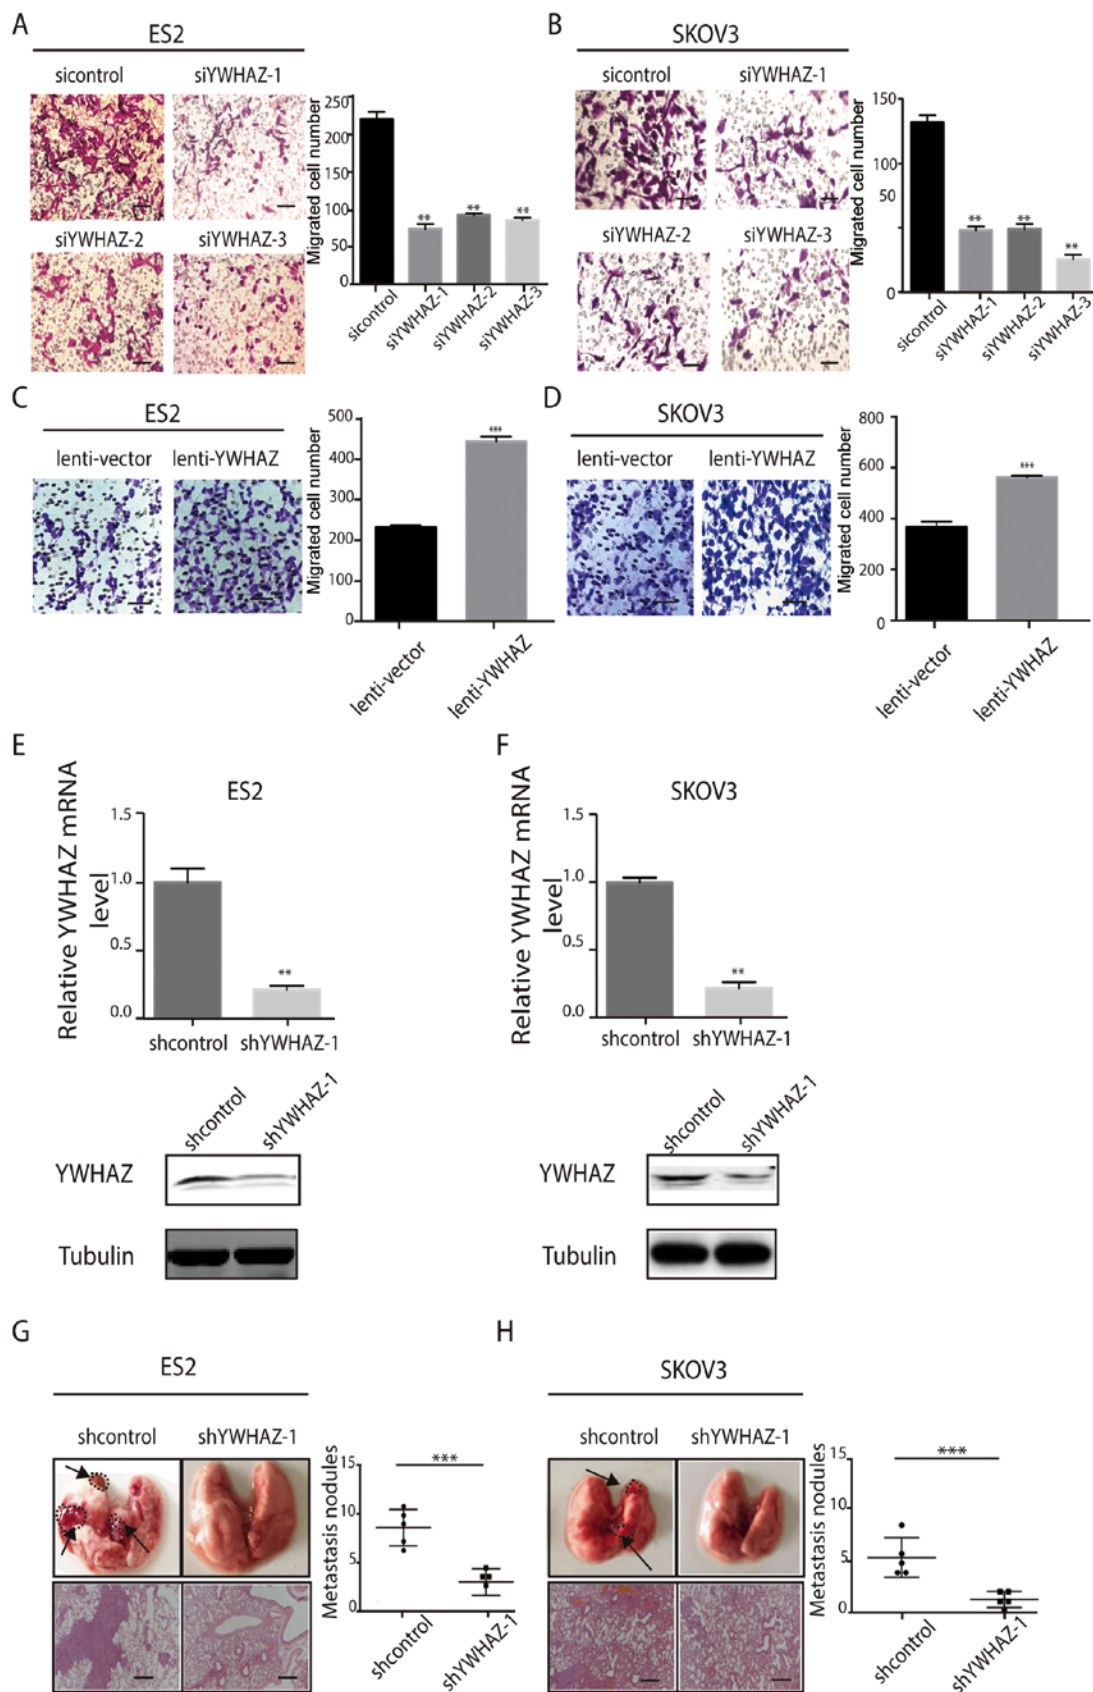 A
ES2
sicontrol
siYWHAZ-1
siYWHAZ-2
siYWHAZ-3
Migrated cell number
250
200
150
100
50
0
**
**
**
sicontrol
siYWHAZ-1
siYWHAZ-2
siYWHAZ-3
B
SKOV3
sicontrol
siYWHAZ-1
siYWHAZ-2
siYWHAZ-3
Migrated cell number
150
100
50
0
**
**
**
sicontrol
siYWHAZ-1
siYWHAZ-2
siYWHAZ-3
C
ES2
lenti-vector
lenti-YWHAZ
Migrated cell number
500
400
300
200
100
0
***
lenti-vector
lenti-YWHAZ
D
SKOV3
lenti-vector
lenti-YWHAZ
Migrated cell number
800
600
400
200
0
***
lenti-vector
lenti-YWHAZ
E
ES2
Relative YWHAZ mRNA
level
1.5
1.0
0.5
0.0
**
shcontrol
shYWHAZ-1
shcontrol
shYWHAZ-1
YWHAZ
Tubulin
F
SKOV3
Relative YWHAZ mRNA
level
1.5
1.0
0.5
0.0
**
shcontrol
shYWHAZ-1
shcontrol
shYWHAZ-1
YWHAZ
Tubulin
G
ES2
shcontrol
shYWHAZ-1
Metastasis nodules
15
10
5
0
***
shcontrol
shYWHAZ-1
H
SKOV3
shcontrol
shYWHAZ-1
Metastasis nodules
15
10
5
0
***
shcontrol
shYWHAZ-1